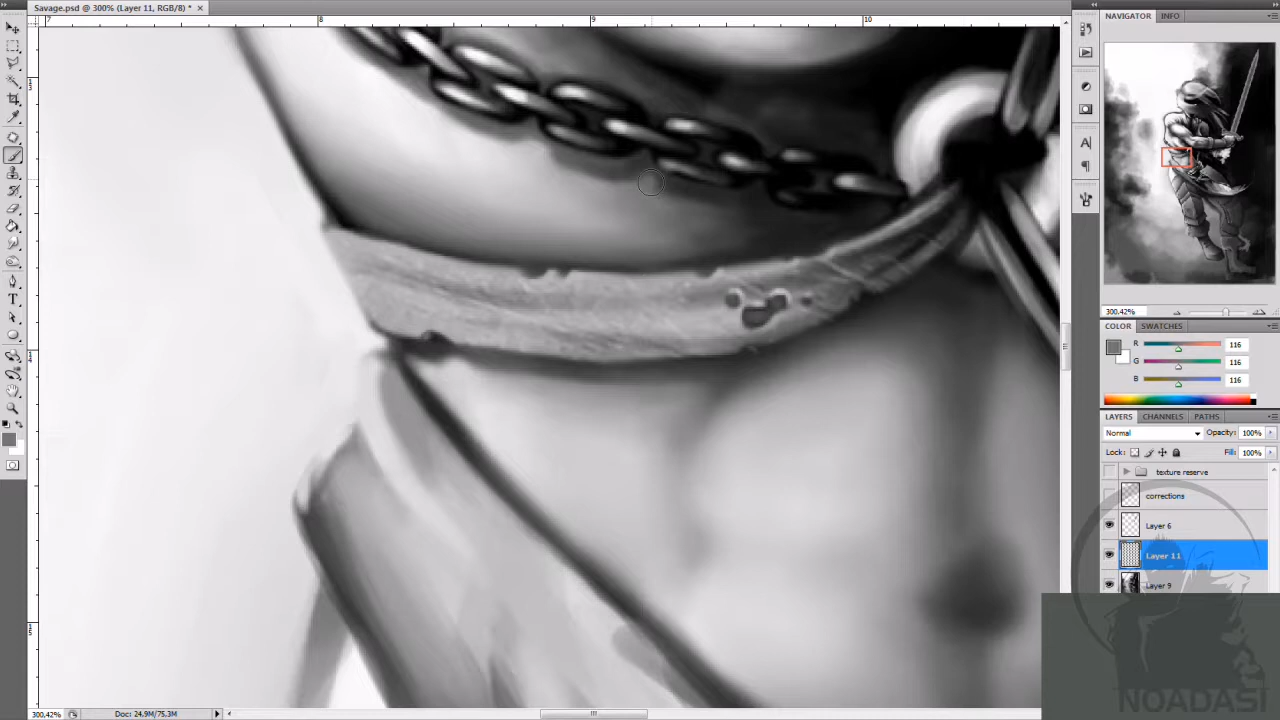 Savage.psd @ 300% (Layer 11, RGB/8) *
7 8 9 10
NAVIGATOR INFO
300.42%
COLOR SWATCHES
R 116
G 116
B 116
LAYERS CHANNELS PATHS
Normal Opacity: 100%
Lock: Fill: 100%
texture reserve
corrections
Layer 6
Layer 11
Layer 9
NOADASI
300.42% Doc: 24.9M/75.3M